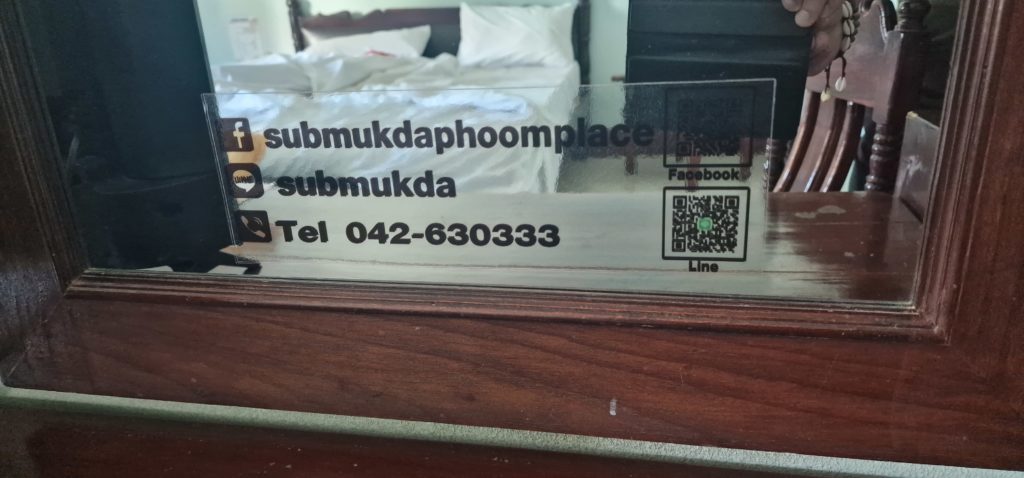 submukdaphoomplace
Facebook
submukda
Tel 042-630333
Line